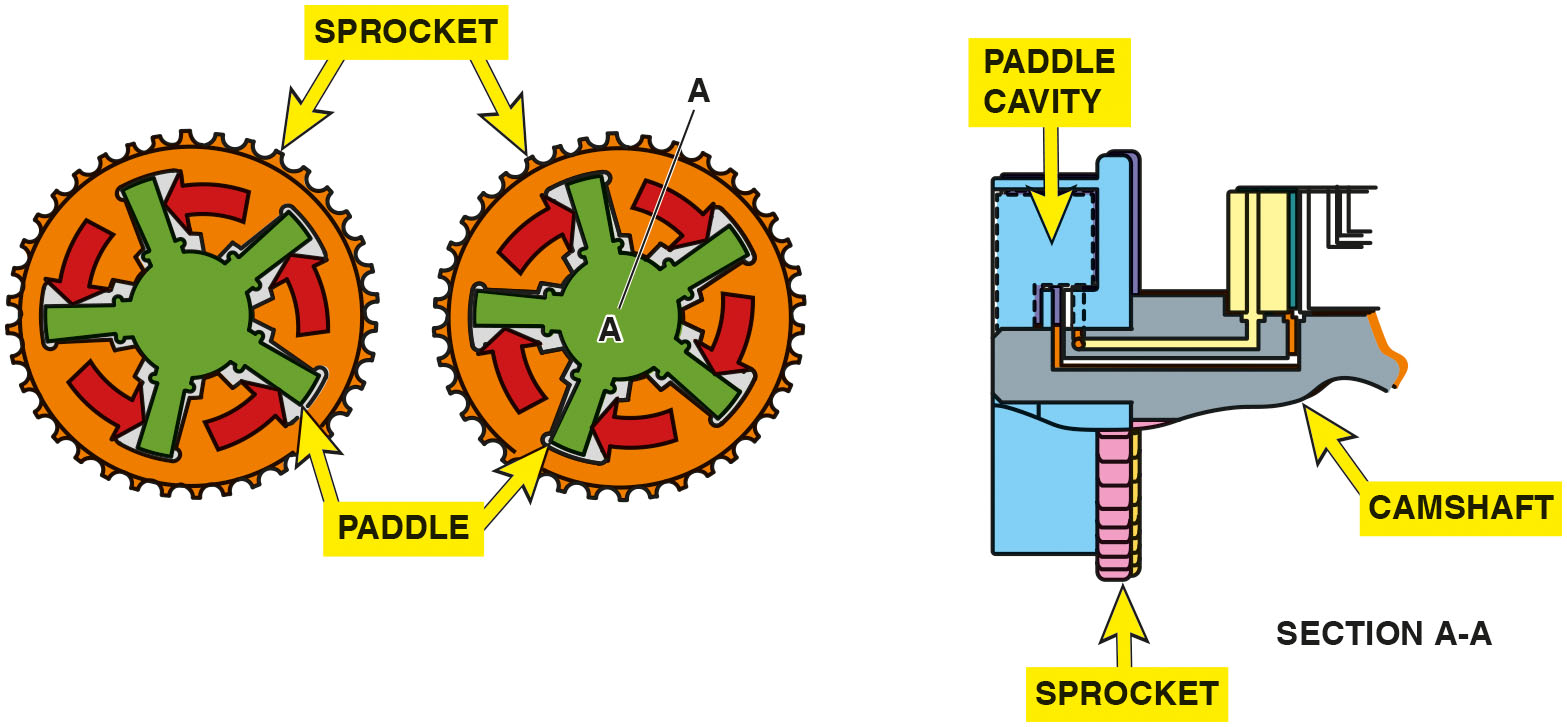 SPROCKET
A
A
PADDLE
PADDLE
CAVITY
CAMSHAFT
SPROCKET
SECTION A-A